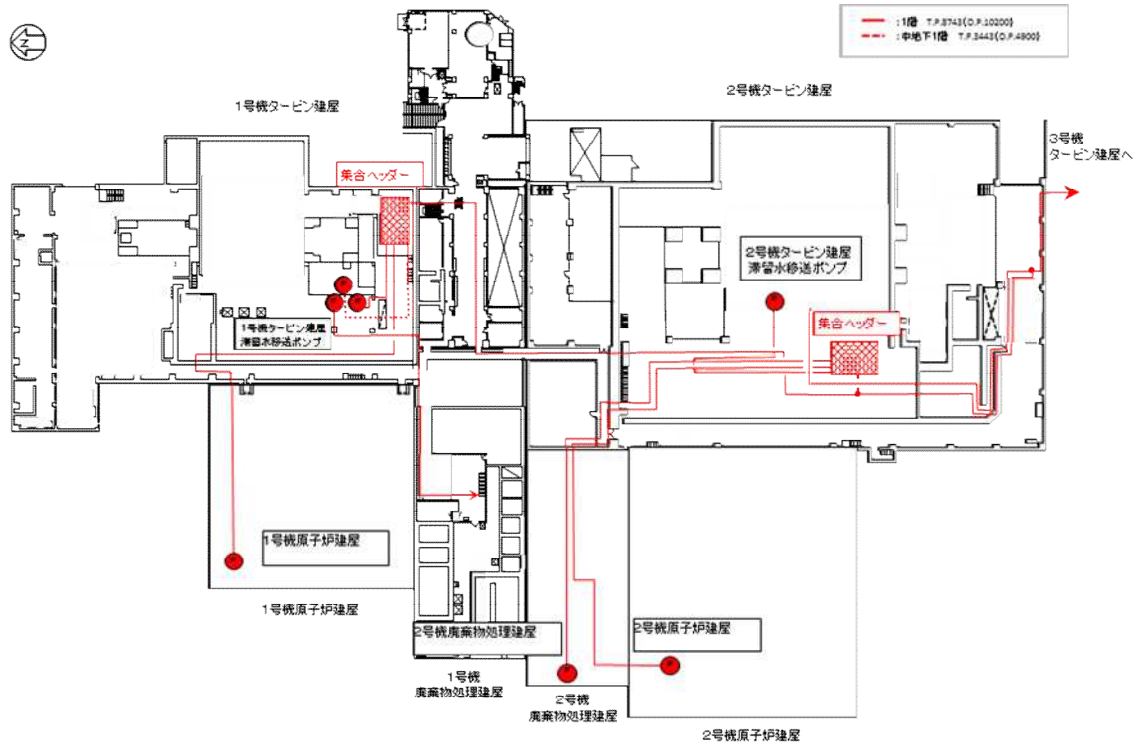 N
:1階 T.P.8743(O.P.10200)
:中地下1階 T.P.3443(O.P.4900)
1号機タービン建屋
2号機タービン建屋
3号機
タービン建屋へ
集合ヘッダー
2号機タービン建屋
滞留水移送ポンプ
集合ヘッダー
1号機タービン建屋
滞留水移送ポンプ
1号機原子炉建屋
1号機原子炉建屋
2号機廃棄物処理建屋
2号機原子炉建屋
1号機
廃棄物処理建屋
2号機
廃棄物処理建屋
2号機原子炉建屋